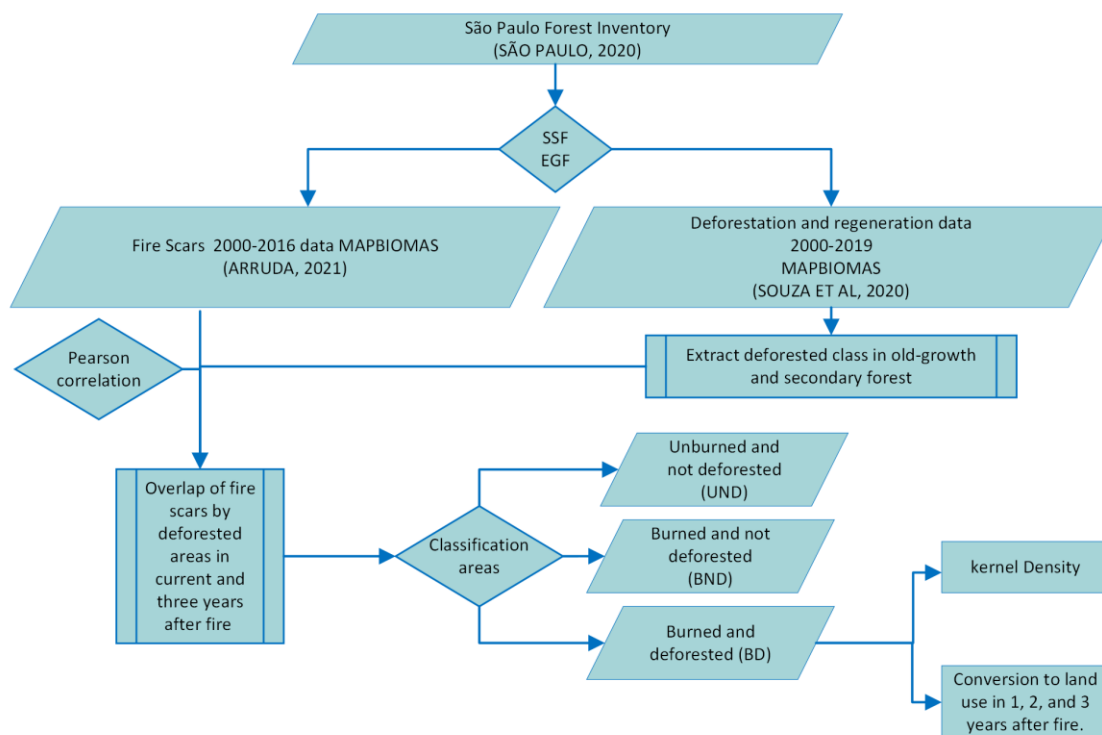 São Paulo Forest Inventory
(SÃO PAULO, 2020)
SSF
EGF
Fire Scars 2000-2016 data MAPBIOMAS
(ARRUDA, 2021)
Deforestation and regeneration data
2000-2019
MAPBIOMAS
(SOUZA ET AL, 2020)
Pearson
correlation
Extract deforested class in old-growth
and secondary forest
Overlap of fire
scars by
deforested
areas in
current and
three years
after fire
Classification
areas
Unburned and
not deforested
(UND)
Burned and not
deforested
(BND)
Burned and
deforested (BD)
kernel Density
Conversion to land
use in 1, 2, and 3
years after fire.